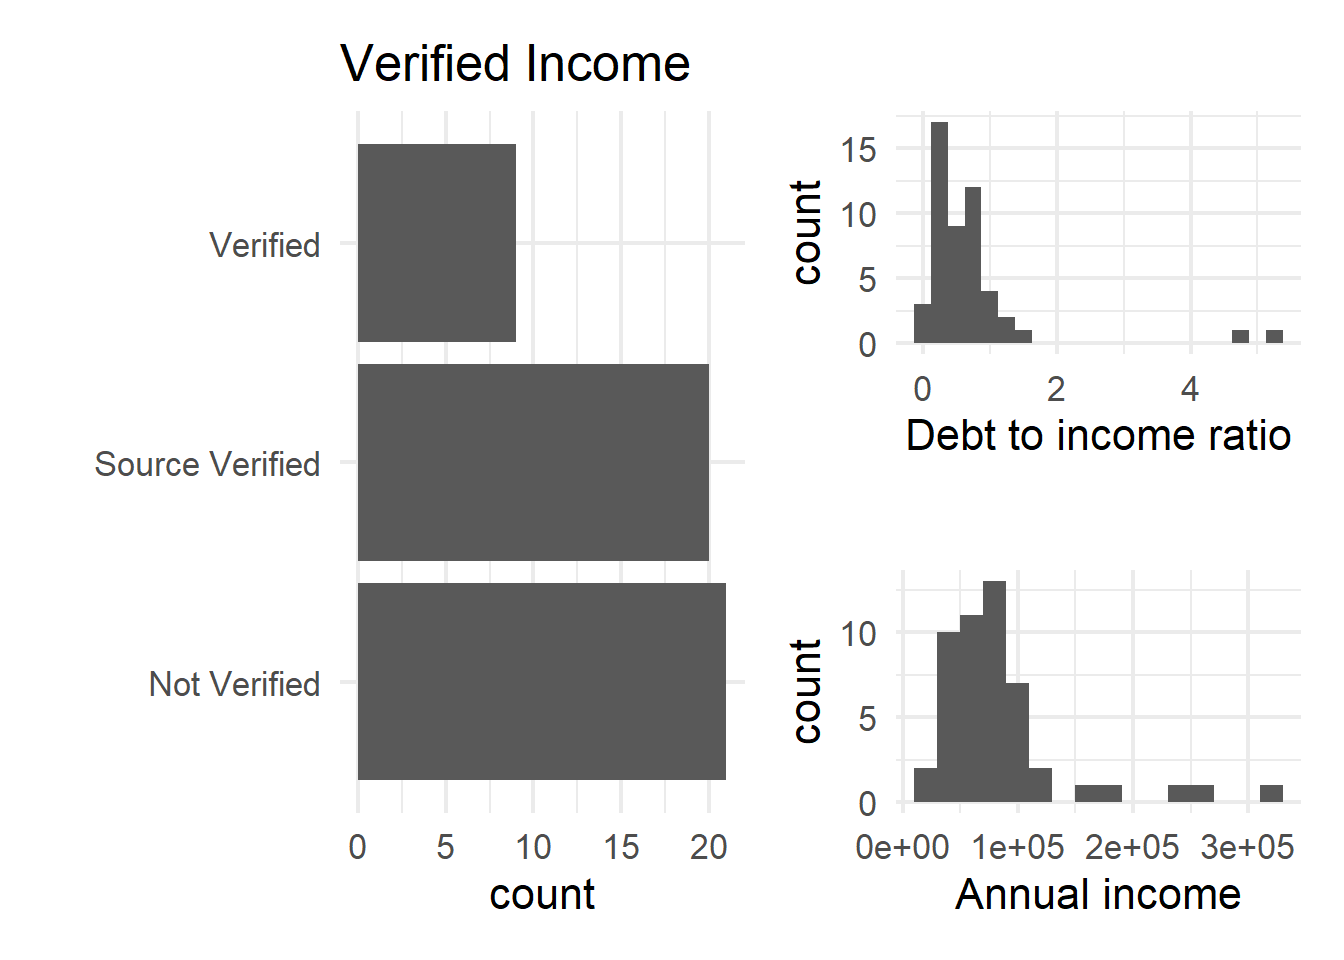 Verified Income
Verified
Source Verified
Not Verified
0 5 10 15 20
count
count
15
10
5
0
0 2 4
Debt to income ratio
count
10
5
0
0e+00 1e+05 2e+05 3e+05
Annual income